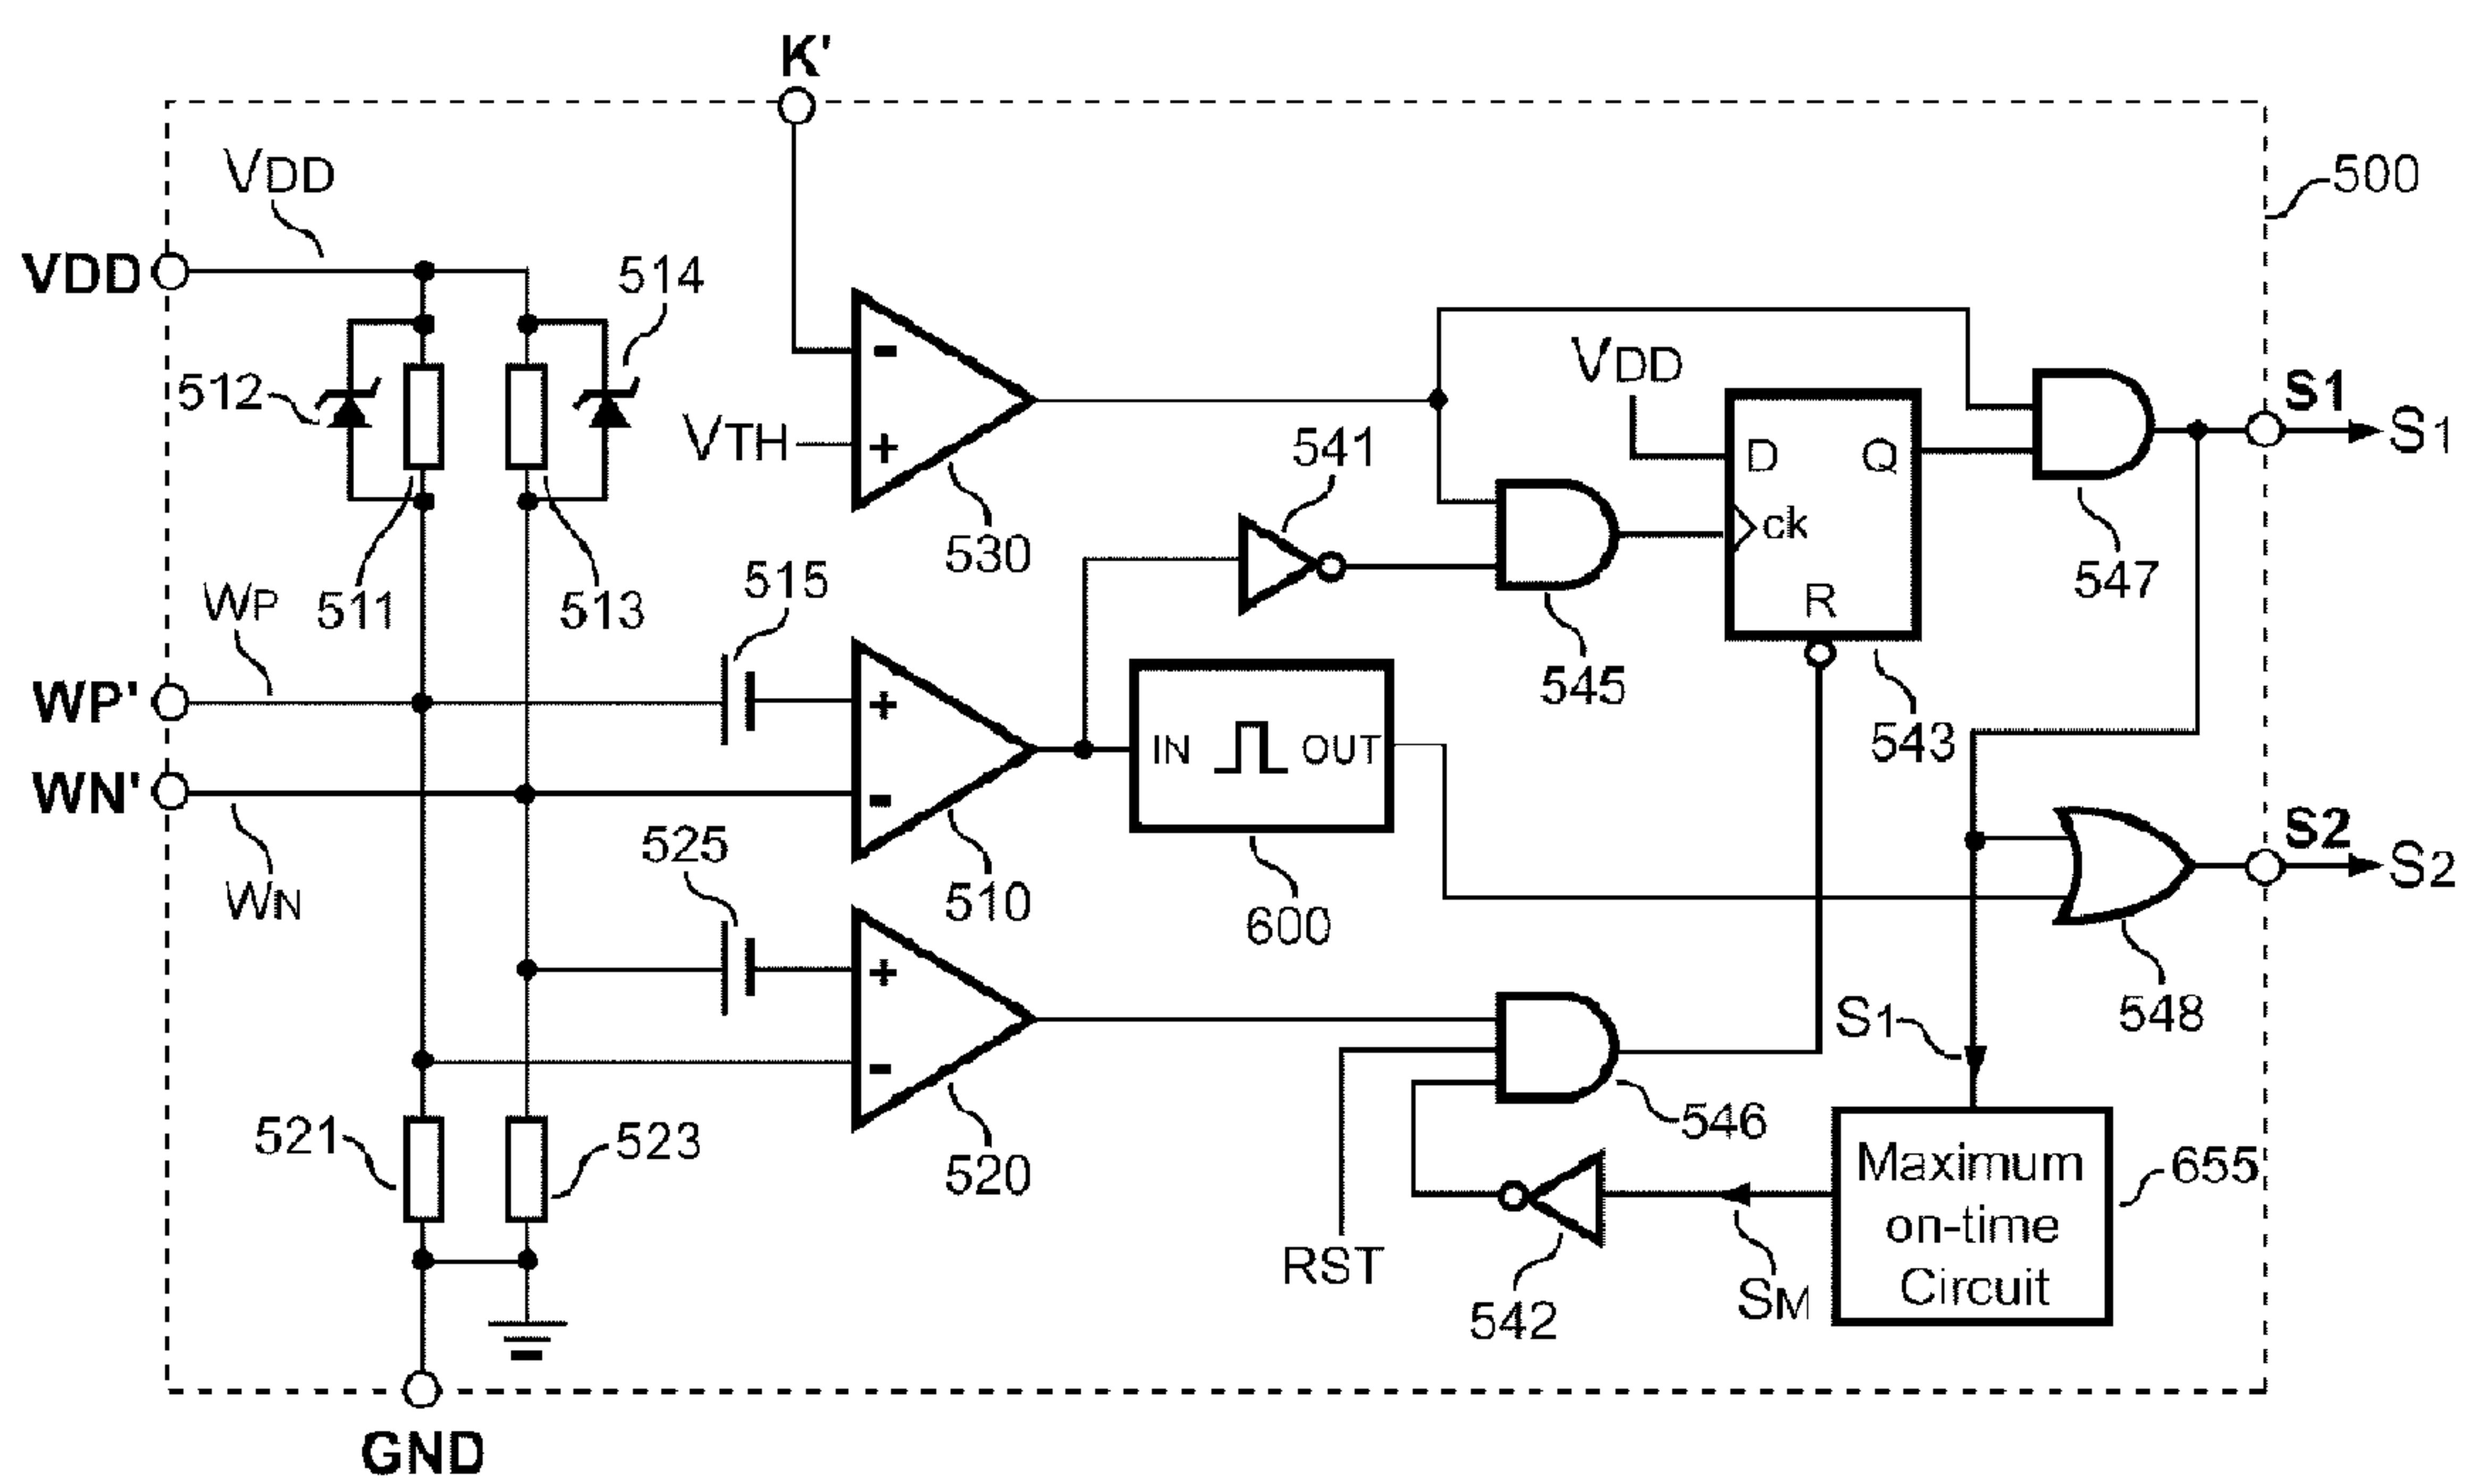 K'
VDD
500
VDD
514
512
VDD
S1
S1
-
VTH
+
541
D
Q
ck
530
547
515
WP
511
513
R
545
WP'
+
543
IN
OUT
WN'
-
525
510
S2
S2
WN
600
+
548
S1
-
546
521
523
520
Maximum
on-time
Circuit
655
RST
542
SM
GND